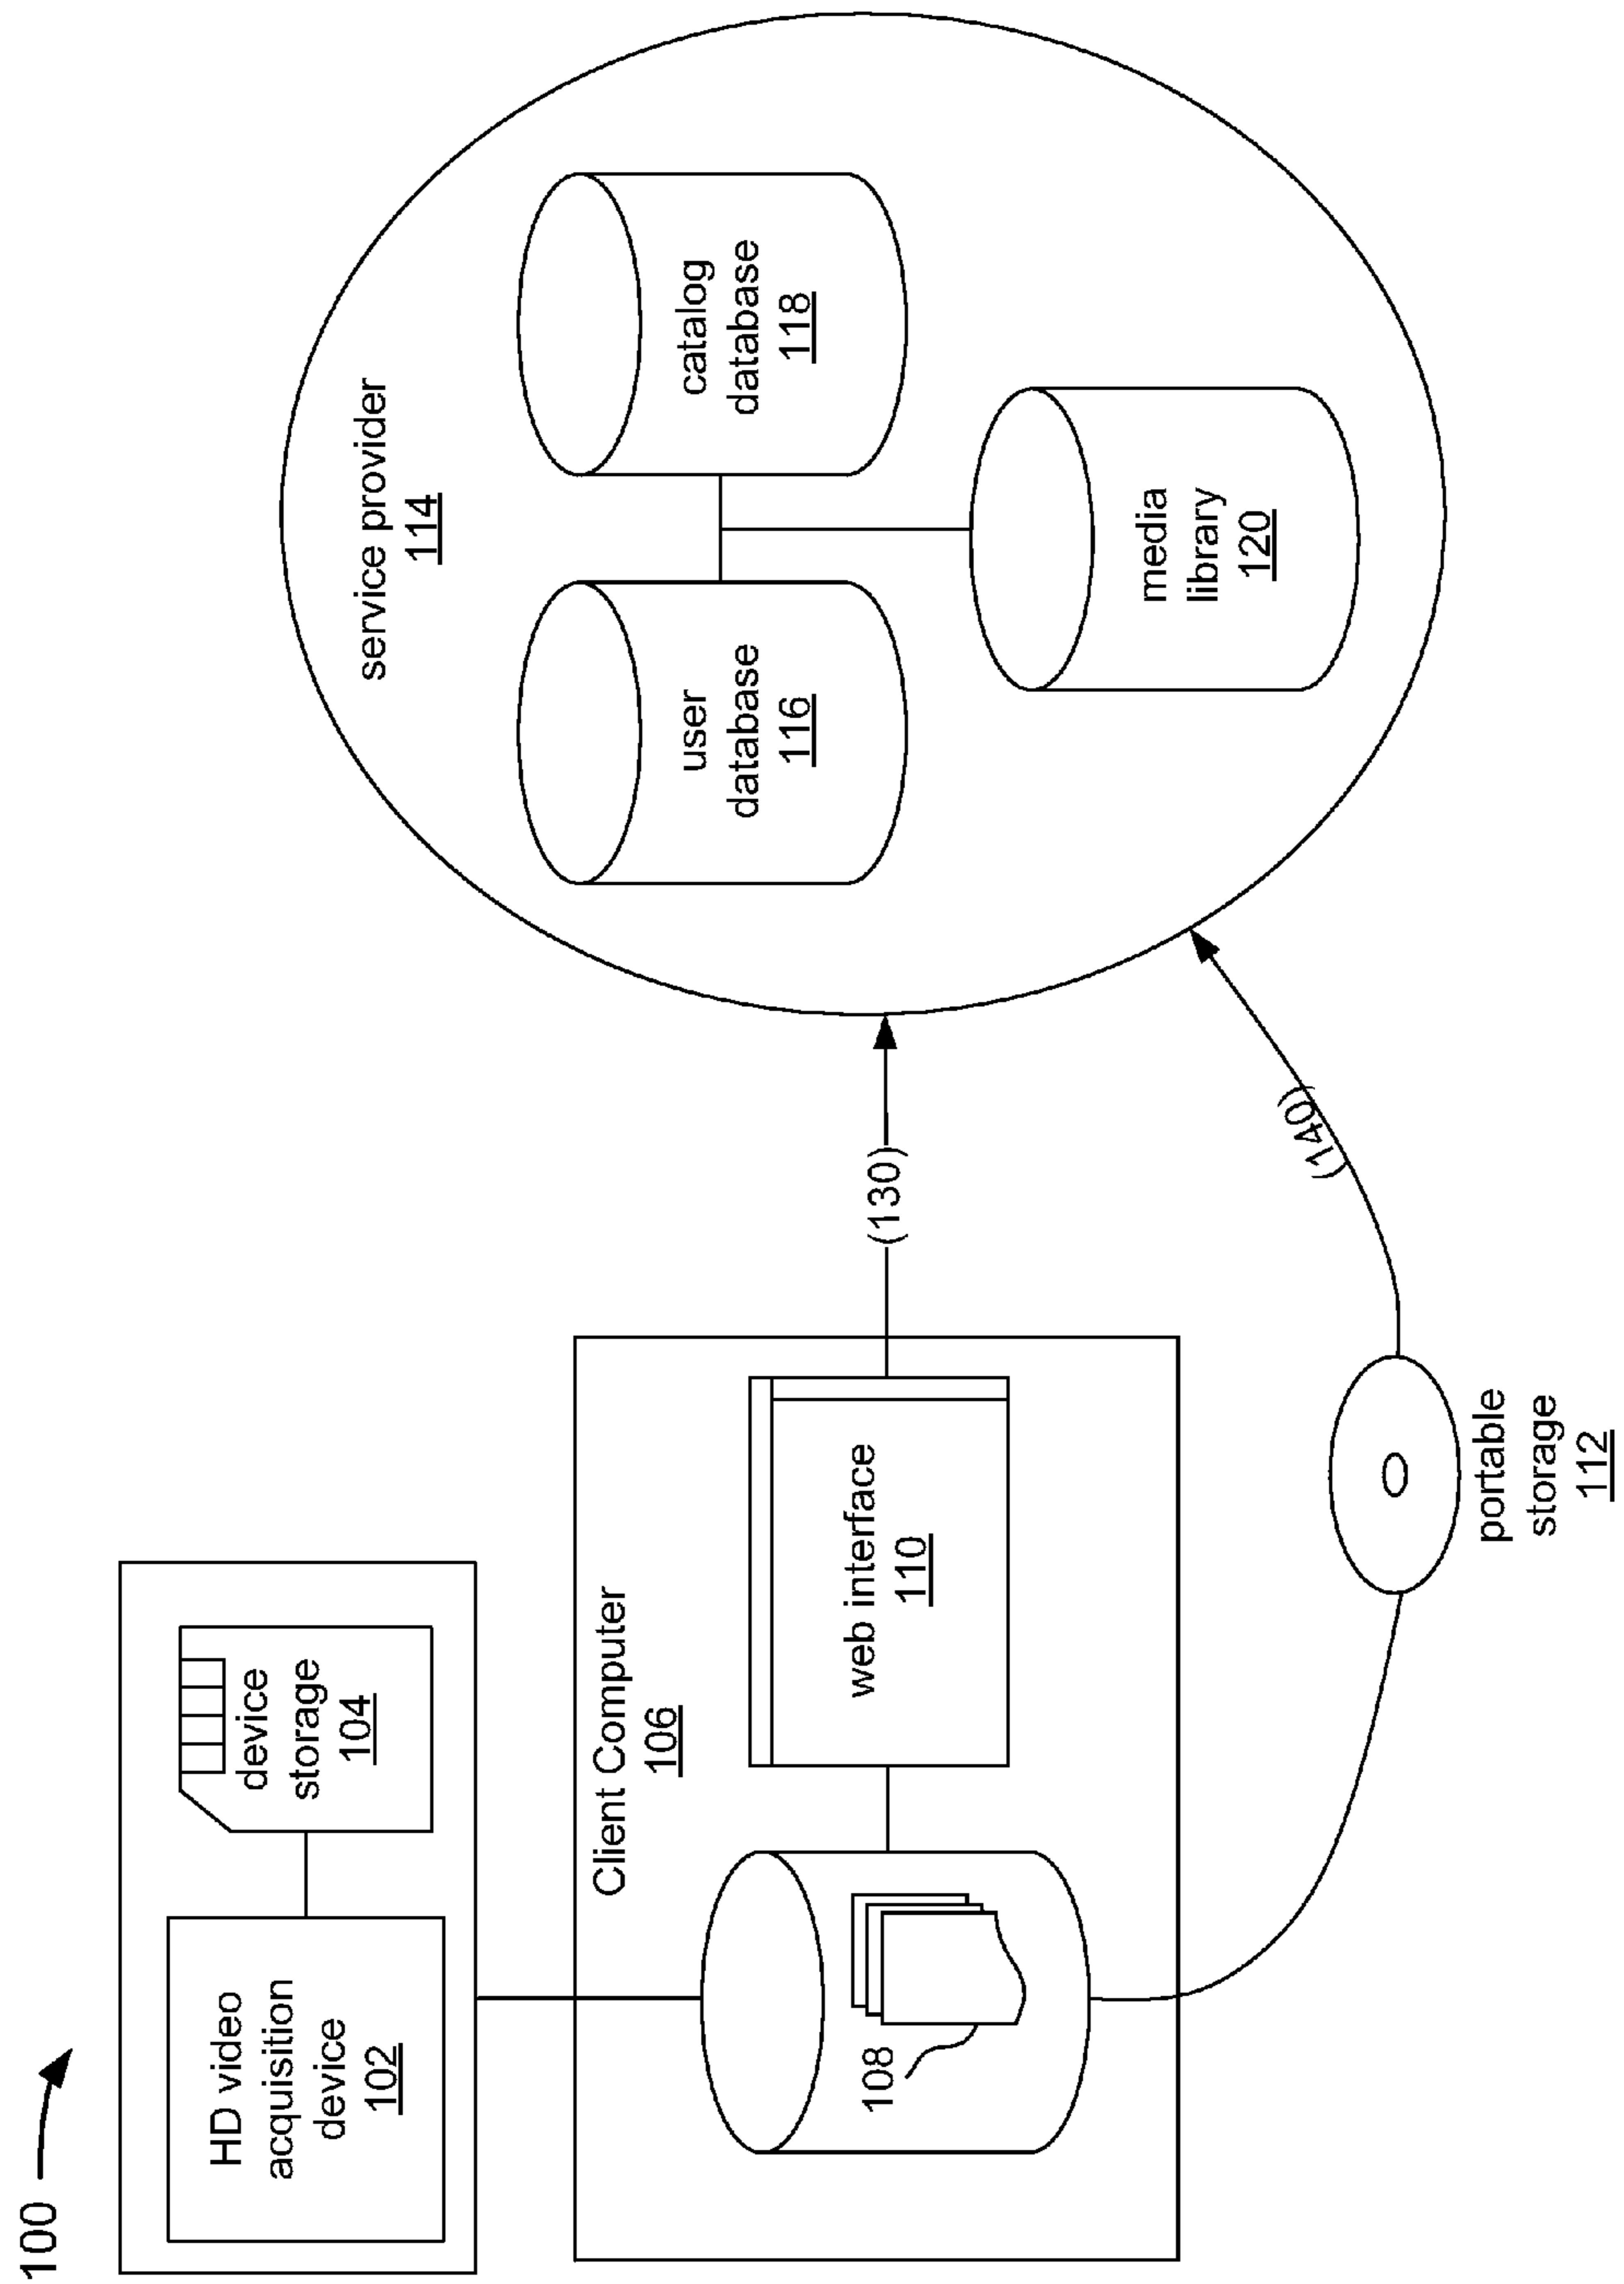 100
HD video
acquisition
device
102
device
storage
104
Client Computer
106
108
web interface
110
(130)
service provider
114
user
database
116
catalog
database
118
media
library
120
(140)
portable
storage
112